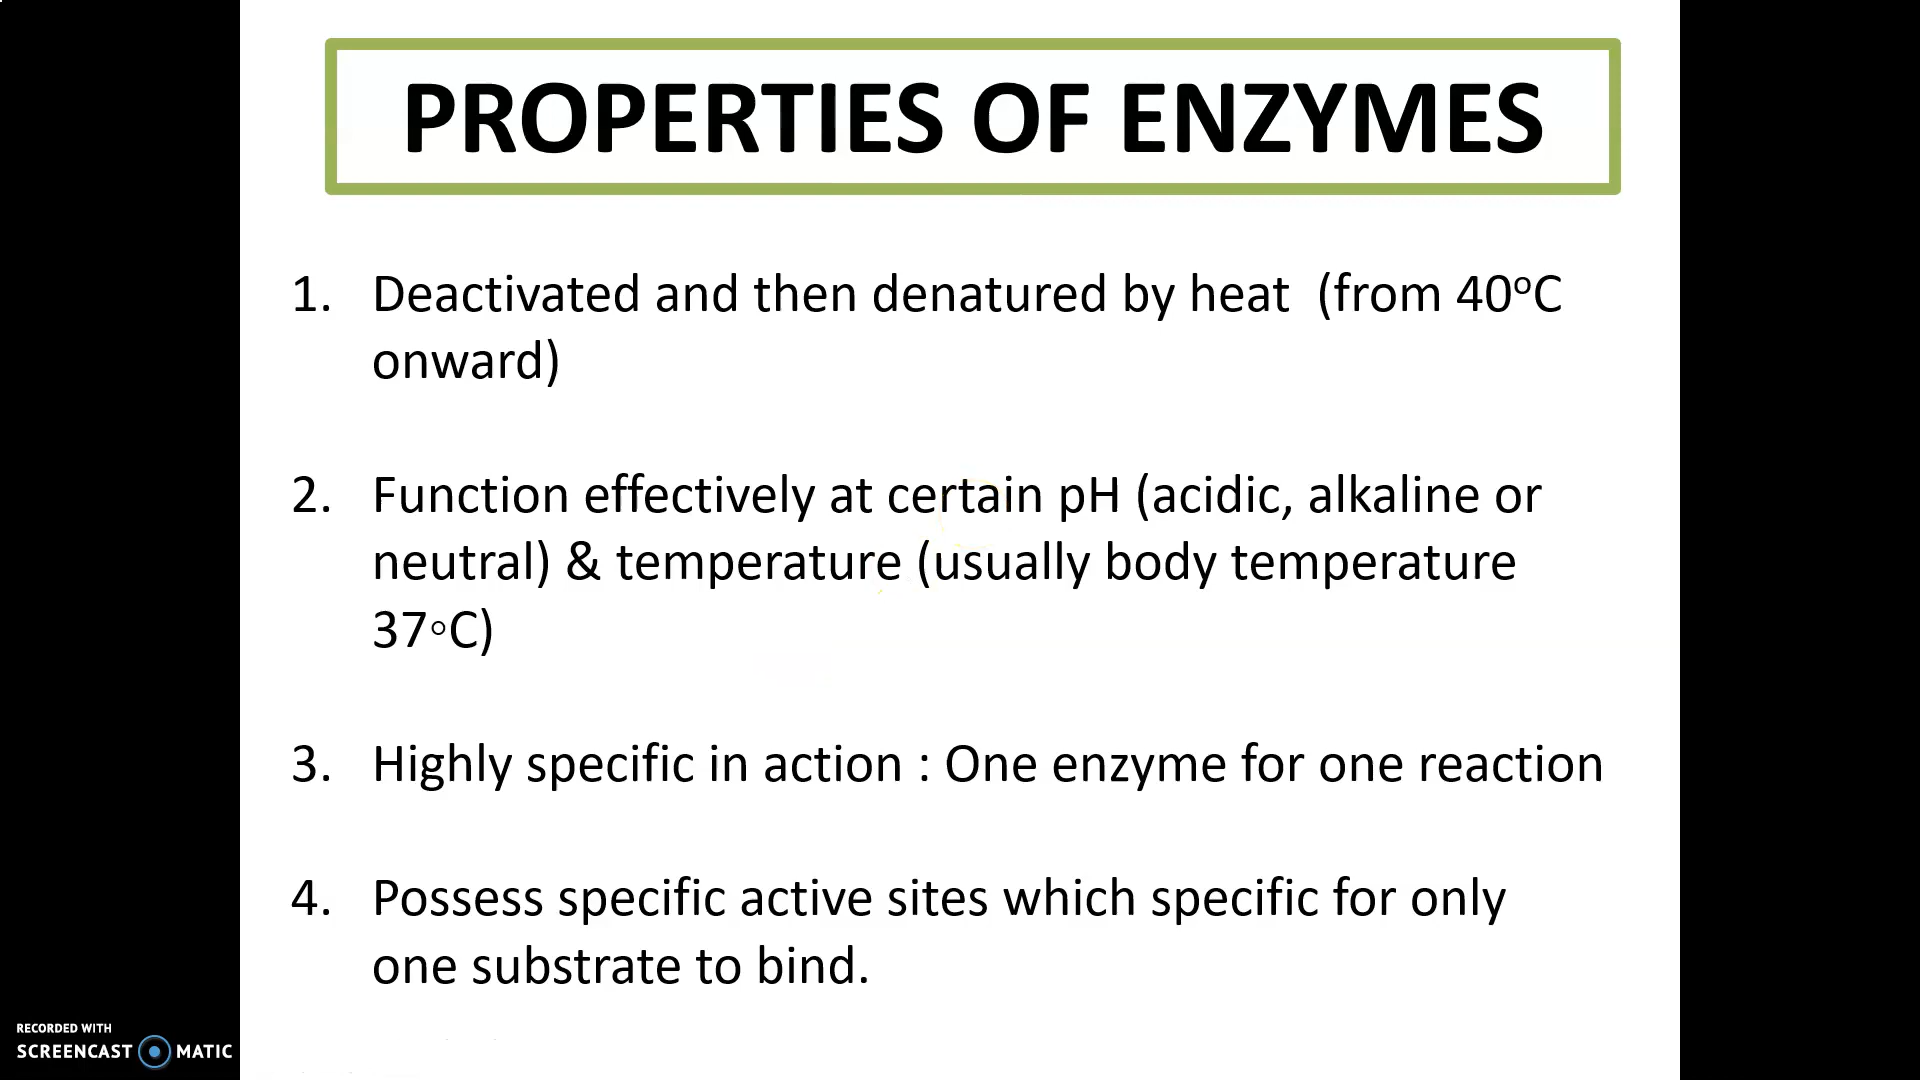 PROPERTIES OF ENZYMES
1. Deactivated and then denatured by heat (from 40°C
onward)
2. Function effectively at certain pH (acidic, alkaline or
neutral) & temperature (usually body temperature
37◦C)
3. Highly specific in action : One enzyme for one reaction
4. Possess specific active sites which specific for only
one substrate to bind.
RECORDED WITH
SCREENCAST MATIC